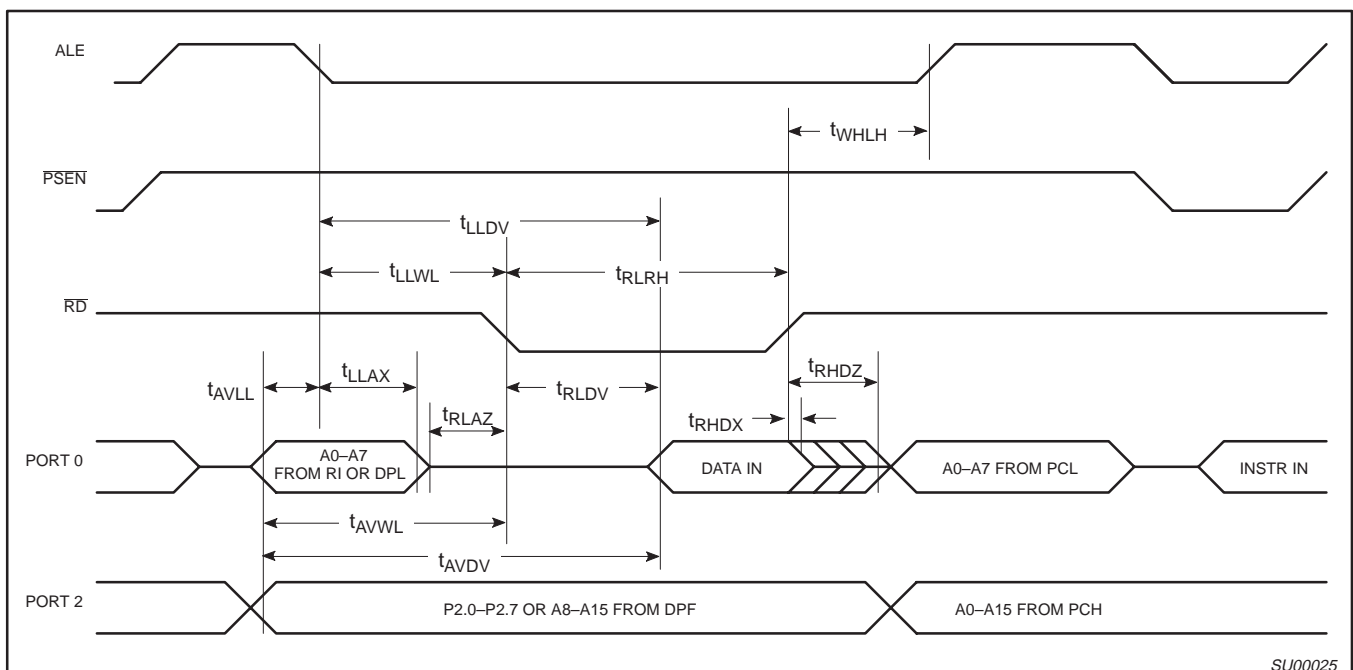 ALE
tWHLH
PSEN
tLLDV
tLLWL
tRLRH
RD
tAVLL
tLLAX
tRLAZ
tRLDV
tRHDZ
tRHDX
PORT 0
A0–A7
FROM RI OR DPL
DATA IN
A0–A7 FROM PCL
INSTR IN
tAVWL
tAVDV
PORT 2
P2.0–P2.7 OR A8–A15 FROM DPF
A0–A15 FROM PCH
SU00025